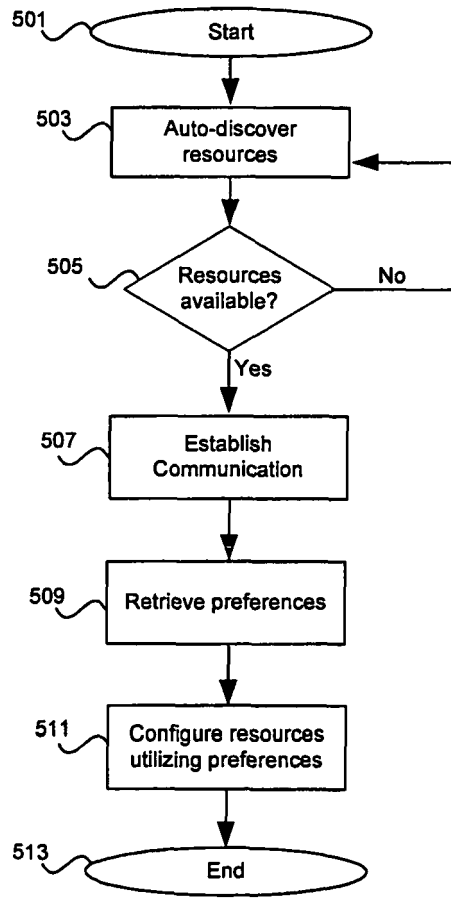 501
Start
503
Auto-discover
resources
505
Resources
available?
No
Yes
507
Establish
Communication
509
Retrieve preferences
511
Configure resources
utilizing preferences
513
End